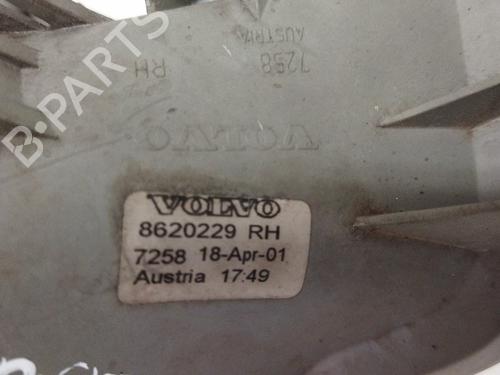 AUSTRIA
7258
RH
VOLVO
VOLVO
8620229 RH
7258 18-Apr-01
Austria 17:49
B-PARTS